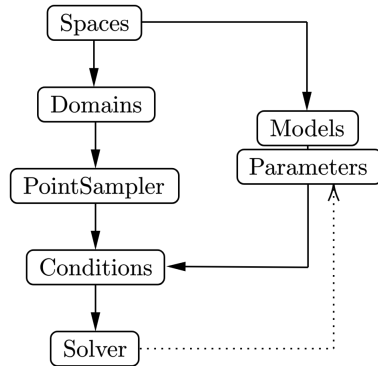 Spaces
Domains
Models
Parameters
PointSampler
Conditions
Solver